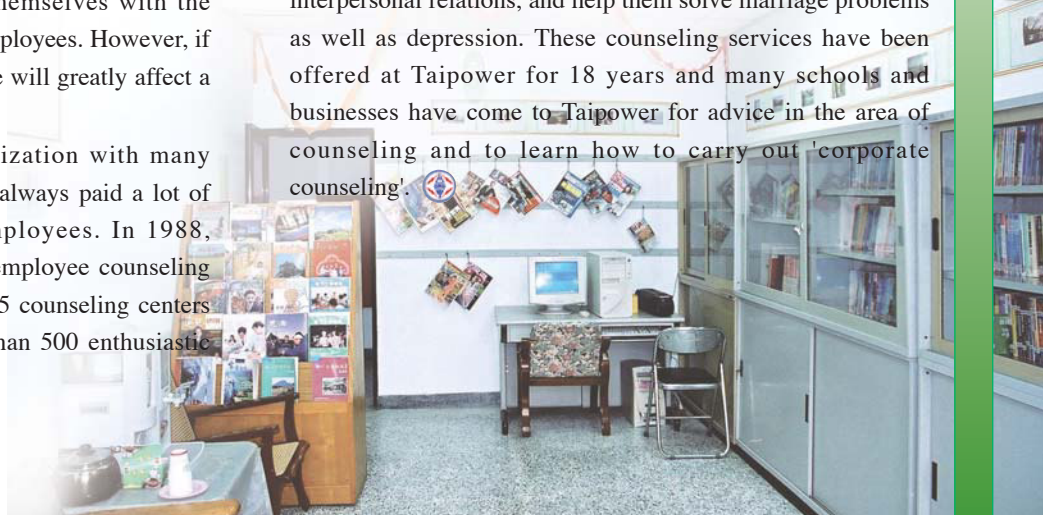 hemselves with the
ployees. However, if
e will greatly affect a
ization with many
always paid a lot of
nployees. In 1988,
employee counseling
5 counseling centers
han 500 enthusiastic
interpersonal relations, and help them solve marriage problems
as well as depression. These counseling services have been
offered at Taipower for 18 years and many schools and
businesses have come to Taipower for advice in the area of
counseling and to learn how to carry out 'corporate
counseling'.